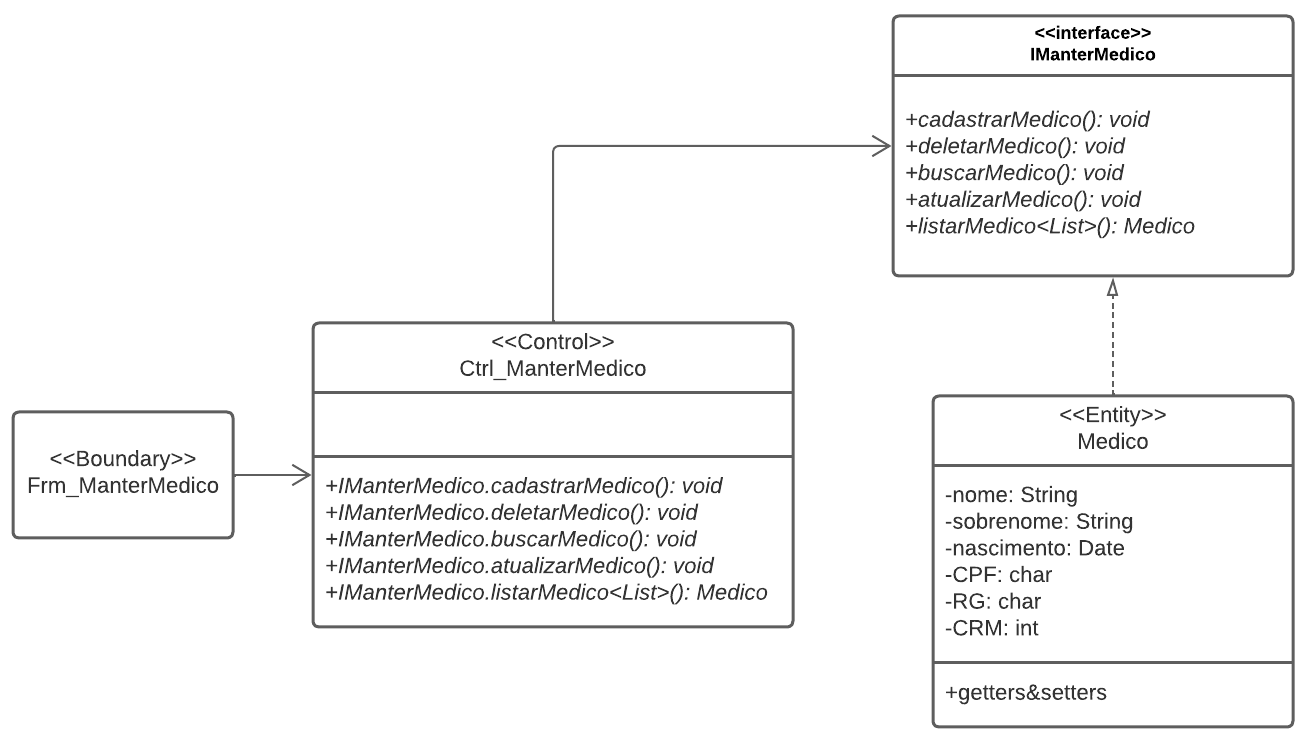 <<interface>>
IManterMedico
+cadastrarMedico(): void
+deletarMedico(): void
+buscarMedico(): void
+atualizarMedico(): void
+listarMedico<List>(): Medico
<<Control>>
Ctrl_ManterMedico
+IManterMedico.cadastrarMedico(): void
+IManterMedico.deletarMedico(): void
+IManterMedico.buscarMedico(): void
+IManterMedico.atualizarMedico(): void
+IManterMedico.listarMedico<List>(): Medico
<<Boundary>>
Frm_ManterMedico
<<Entity>>
Medico
-nome: String
-sobrenome: String
-nascimento: Date
-CPF: char
-RG: char
-CRM: int
+getters&setters